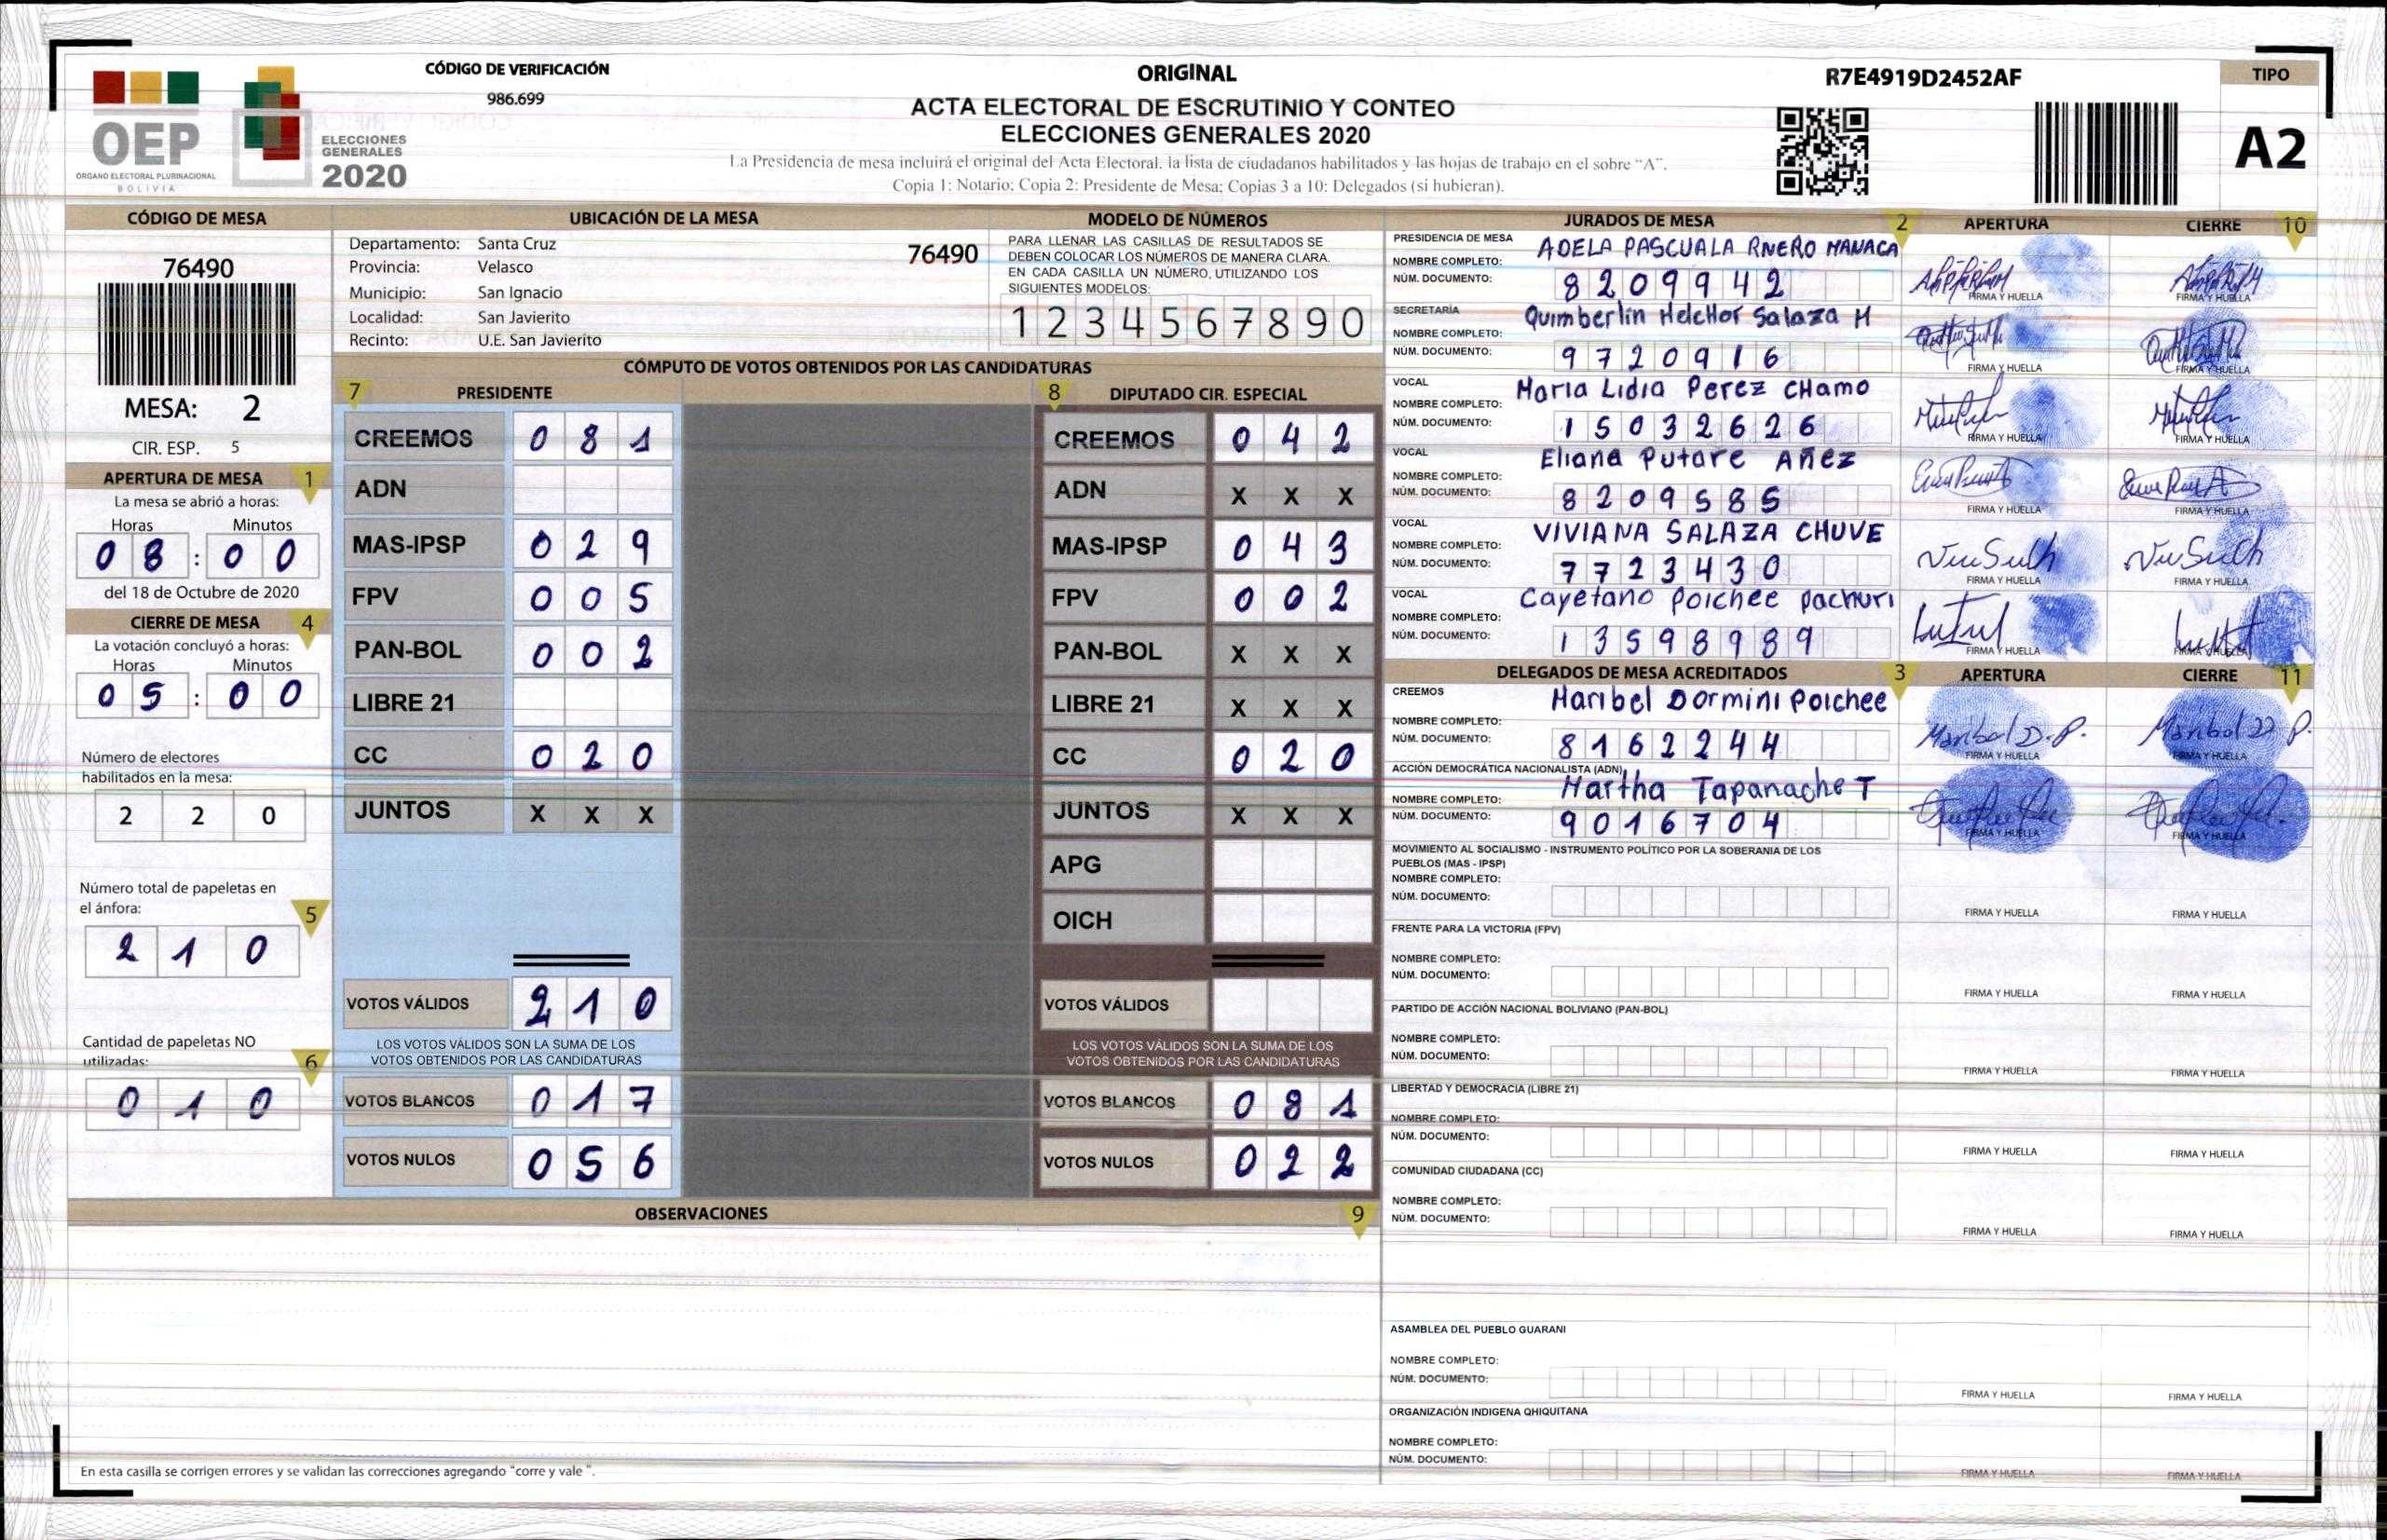 CÓDIGO DE VERIFICACIÓN
986.699
OEP
ÓRGANO ELECTORAL PLURINACIONAL
BOLIVIA
ELECCIONES
GENERALES
2020
ORIGINAL
ACTA ELECTORAL DE ESCRUTINIO Y CONTEO
ELECCIONES GENERALES 2020
La Presidencia de mesa incluirá el original del Acta Electoral, la lista de ciudadanos habilitados y las hojas de trabajo en el sobre "A".
Copia 1: Notario; Copia 2: Presidente de Mesa; Copias 3 a 10: Delegados (si hubieran).
R7E4919D2452AF
TIPO
A2
CÓDIGO DE MESA
76490
MESA: 2
CIR. ESP. 5
APERTURA DE MESA 1
La mesa se abrió a horas:
Horas Minutos
0 8 : 0 0
del 18 de Octubre de 2020
CIERRE DE MESA 4
La votación concluyó a horas:
Horas Minutos
0 5 : 0 0
Número de electores
habilitados en la mesa:
2 2 0
Número total de papeletas en
el ánfora: 5
2 1 0
Cantidad de papeletas NO
utilizadas: 6
0 1 0
UBICACIÓN DE LA MESA
Departamento: Santa Cruz 76490
Provincia: Velasco
Municipio: San Ignacio
Localidad: San Javierito
Recinto: U.E. San Javierito
MODELO DE NÚMEROS
PARA LLENAR LAS CASILLAS DE RESULTADOS SE
DEBEN COLOCAR LOS NÚMEROS DE MANERA CLARA.
EN CADA CASILLA UN NÚMERO, UTILIZANDO LOS
SIGUIENTES MODELOS:
1 2 3 4 5 6 7 8 9 0
CÓMPUTO DE VOTOS OBTENIDOS POR LAS CANDIDATURAS
7 PRESIDENTE
CREEMOS 0 8 1
ADN
MAS-IPSP 0 2 9
FPV 0 0 5
PAN-BOL 0 0 2
LIBRE 21
CC 0 2 0
JUNTOS X X X
VOTOS VÁLIDOS 2 1 0
LOS VOTOS VÁLIDOS SON LA SUMA DE LOS
VOTOS OBTENIDOS POR LAS CANDIDATURAS
VOTOS BLANCOS 0 1 7
VOTOS NULOS 0 5 6
8 DIPUTADO CIR. ESPECIAL
CREEMOS 0 4 2
ADN X X X
MAS-IPSP 0 4 3
FPV 0 0 2
PAN-BOL X X X
LIBRE 21 X X X
CC 0 2 0
JUNTOS X X X
APG
OICH
VOTOS VÁLIDOS
LOS VOTOS VÁLIDOS SON LA SUMA DE LOS
VOTOS OBTENIDOS POR LAS CANDIDATURAS
VOTOS BLANCOS 0 8 1
VOTOS NULOS 0 2 2
OBSERVACIONES 9
En esta casilla se corrigen errores y se validan las correcciones agregando "corre y vale ".
JURADOS DE MESA 2 APERTURA CIERRE 10
PRESIDENCIA DE MESA
NOMBRE COMPLETO: ADELA PASCUALA RIVERO MANACA
NÚM. DOCUMENTO: 8209942
FIRMA Y HUELLA FIRMA Y HUELLA
SECRETARÍA
NOMBRE COMPLETO: Quimberlin Melchor Salaza M
NÚM. DOCUMENTO: 9720916
FIRMA Y HUELLA FIRMA Y HUELLA
VOCAL
NOMBRE COMPLETO: Maria Lidia Perez CHamo
NÚM. DOCUMENTO: 15032626
FIRMA Y HUELLA FIRMA Y HUELLA
VOCAL
NOMBRE COMPLETO: Eliana Putare Añez
NÚM. DOCUMENTO: 8209585
FIRMA Y HUELLA FIRMA Y HUELLA
VOCAL
NOMBRE COMPLETO: VIVIANA SALAZA CHUVE
NÚM. DOCUMENTO: 7723430
FIRMA Y HUELLA FIRMA Y HUELLA
VOCAL
NOMBRE COMPLETO: Cayetano Poichee pachuri
NÚM. DOCUMENTO: 13598989
FIRMA Y HUELLA FIRMA Y HUELLA
DELEGADOS DE MESA ACREDITADOS 3 APERTURA CIERRE 11
CREEMOS
NOMBRE COMPLETO: Maribel Dormini Poichee
NÚM. DOCUMENTO: 8162244
Maribel D.P. Maribol D P.
FIRMA Y HUELLA FIRMA Y HUELLA
ACCIÓN DEMOCRÁTICA NACIONALISTA (ADN)
NOMBRE COMPLETO: Martha Tapanache T
NÚM. DOCUMENTO: 9016704
FIRMA Y HUELLA FIRMA Y HUELLA
MOVIMIENTO AL SOCIALISMO - INSTRUMENTO POLÍTICO POR LA SOBERANIA DE LOS
PUEBLOS (MAS - IPSP)
NOMBRE COMPLETO:
NÚM. DOCUMENTO:
FIRMA Y HUELLA FIRMA Y HUELLA
FRENTE PARA LA VICTORIA (FPV)
NOMBRE COMPLETO:
NÚM. DOCUMENTO:
FIRMA Y HUELLA FIRMA Y HUELLA
PARTIDO DE ACCIÓN NACIONAL BOLIVIANO (PAN-BOL)
NOMBRE COMPLETO:
NÚM. DOCUMENTO:
FIRMA Y HUELLA FIRMA Y HUELLA
LIBERTAD Y DEMOCRACIA (LIBRE 21)
NOMBRE COMPLETO:
NÚM. DOCUMENTO:
FIRMA Y HUELLA FIRMA Y HUELLA
COMUNIDAD CIUDADANA (CC)
NOMBRE COMPLETO:
NÚM. DOCUMENTO:
FIRMA Y HUELLA FIRMA Y HUELLA
ASAMBLEA DEL PUEBLO GUARANI
NOMBRE COMPLETO:
NÚM. DOCUMENTO:
FIRMA Y HUELLA FIRMA Y HUELLA
ORGANIZACIÓN INDIGENA QHIQUITANA
NOMBRE COMPLETO:
NÚM. DOCUMENTO:
FIRMA Y HUELLA FIRMA Y HUELLA